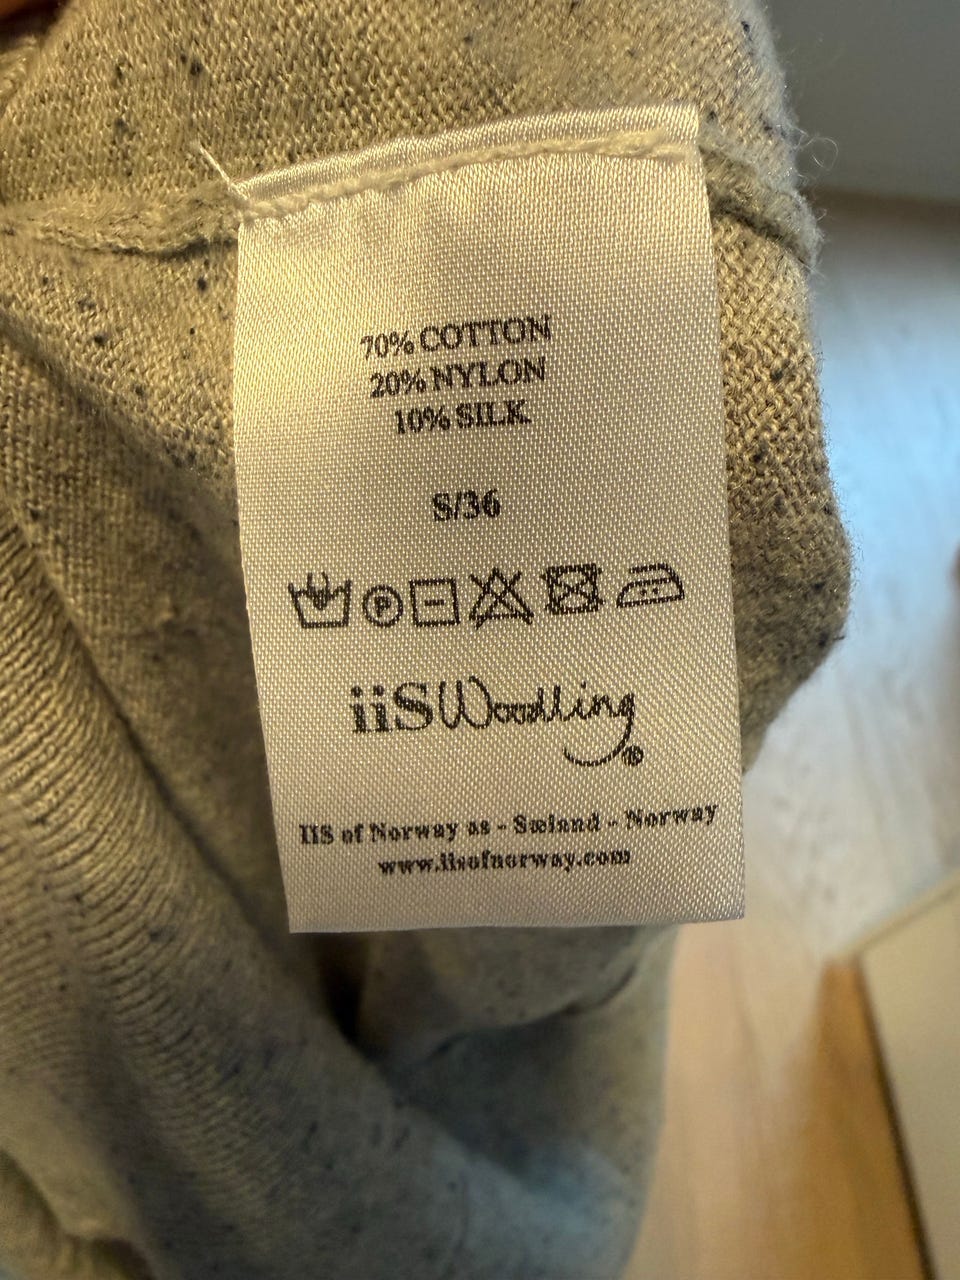 70% COTTON
20% NYLON
10% SILK
S/36
P
iiS Woodling®
IIS of Norway as - Sæland - Norway
www.iisofnorway.com